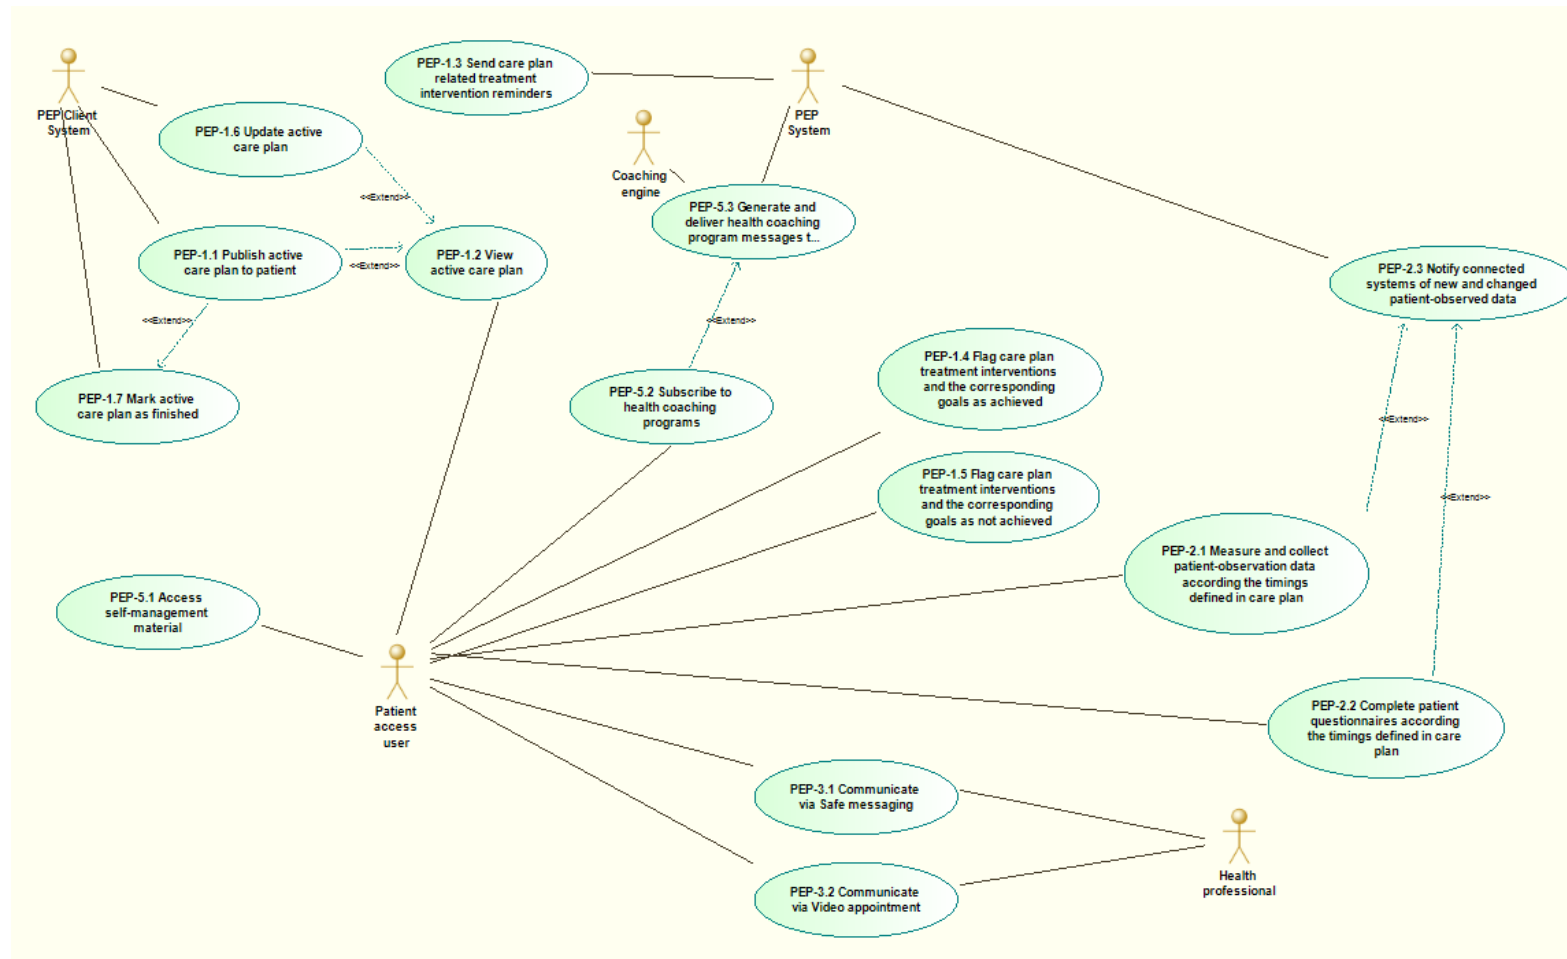 PEP-1.3 Send care plan
related treatment
intervention reminders
PEP Client
System
PEP
System
PEP-1.6 Update active
care plan
Coaching
engine
<<Extend>>
PEP-5.3 Generate and
deliver health coaching
program messages t...
PEP-1.1 Publish active
care plan to patient
<<Extend>>
PEP-1.2 View
active care plan
PEP-2.3 Notify connected
systems of new and changed
patient-observed data
<<Extend>>
<<Extend>>
PEP-1.4 Flag care plan
treatment interventions
and the corresponding
goals as achieved
PEP-1.7 Mark active
care plan as finished
PEP-5.2 Subscribe to
health coaching
programs
<<Extend>>
PEP-1.5 Flag care plan
treatment interventions
and the corresponding
goals as not achieved
<<Extend>>
PEP-2.1 Measure and collect
patient-observation data
according the timings
defined in care plan
PEP-5.1 Access
self-management
material
Patient
access
user
PEP-2.2 Complete patient
questionnaires according
the timings defined in care
plan
PEP-3.1 Communicate
via Safe messaging
Health
professional
PEP-3.2 Communicate
via Video appointment